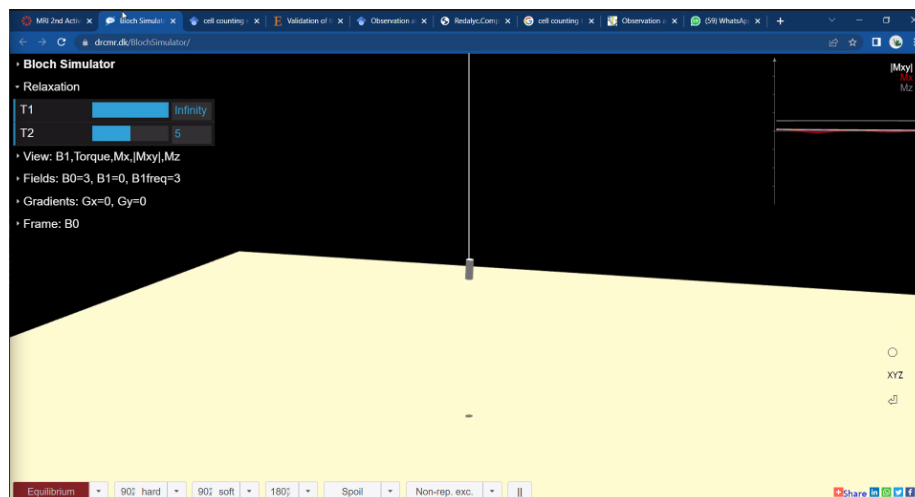 MRI 2nd Activ
Bloch Simulato
cell counting
Validation of t
Observation a
Redalyc.Comp
cell counting
Observation a
(59) WhatsAp
drcmr.dk/BlochSimulator/
Bloch Simulator
Relaxation
T1 Infinity
T2 5
View: B1,Torque,Mx,|Mxy|,Mz
Fields: B0=3, B1=0, B1freq=3
Gradients: Gx=0, Gy=0
Frame: B0
|Mxy|
Mx
Mz
XYZ
Equilibrium
hard
soft
Spoil
Non-rep. exc.
||
Share